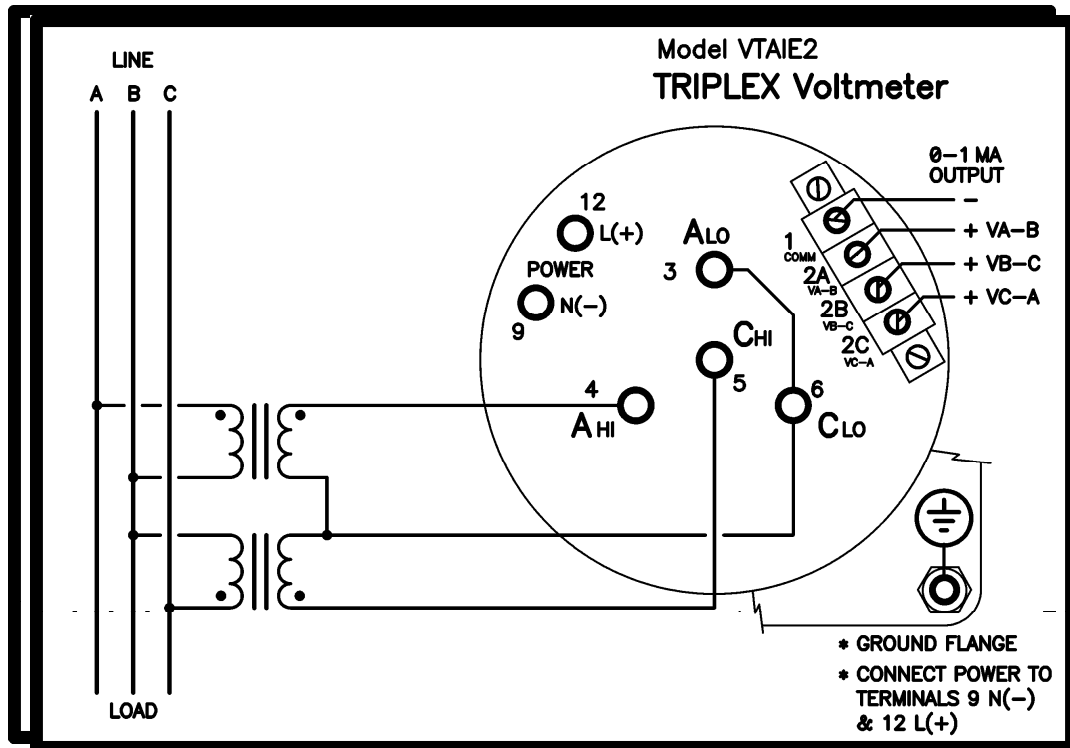 Model VTAIE2
TRIPLEX Voltmeter
LINE
A B C
0-1 MA
OUTPUT
-
+ VA-B
+ VB-C
+ VC-A
12
L(+)
POWER
N(-)
9
ALO
3
1
COMM
2A
VA-B
2B
VB-C
2C
VC-A
CHI
5
4
AHI
6
CLO
LOAD
* GROUND FLANGE
* CONNECT POWER TO
TERMINALS 9 N(-)
& 12 L(+)